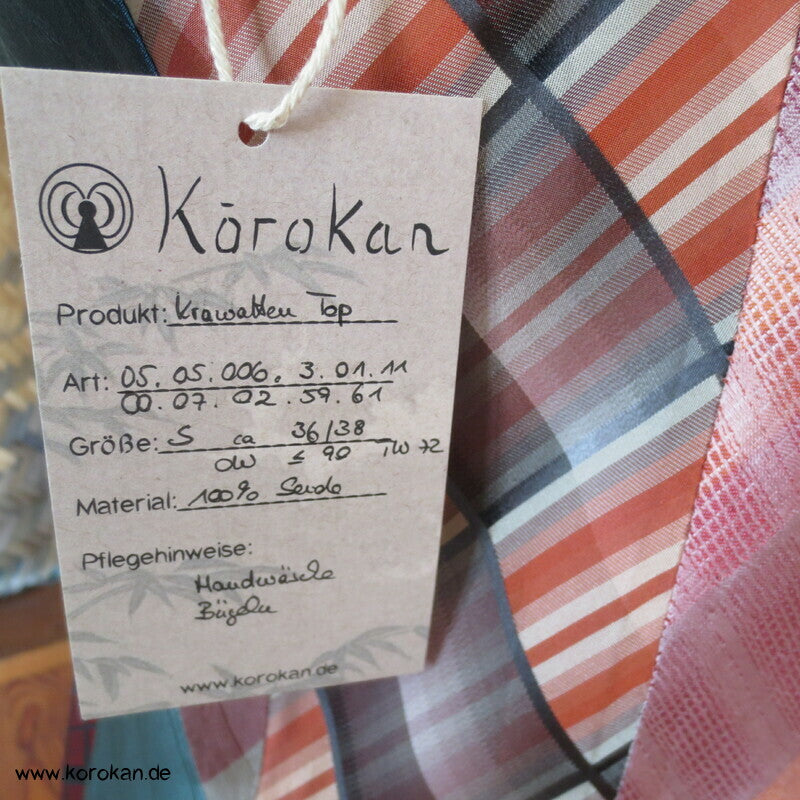 Kōrokan
Produkt: Krawatten Top
Art: 05. 05. 006. 3. 01. 11
00. 07. 02. 59. 61
Größe: S ca 36/38
OW ≤ 90 TW 72
Material: 100% Seide
Pflegehinweise:
Handwäsche
Bügeln
www.korokan.de
www.korokan.de